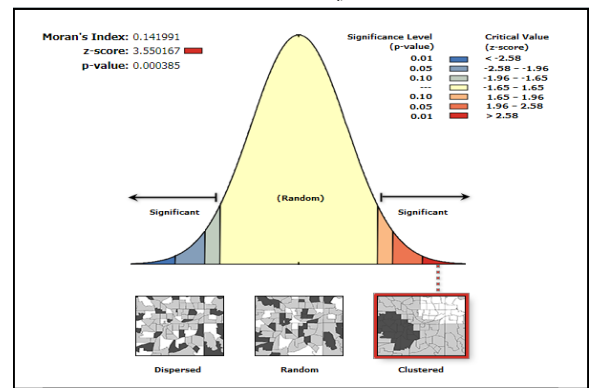 Moran's Index: 0.141991
z-score: 3.550167
p-value: 0.000385
Significance Level
(p-value)
Critical Value
(z-score)
0.01 < -2.58
0.05 -2.58 – -1.96
0.10 -1.96 – -1.65
--- -1.65 – 1.65
0.10 1.65 – 1.96
0.05 1.96 – 2.58
0.01 > 2.58
Significant
(Random)
Significant
Dispersed
Random
Clustered